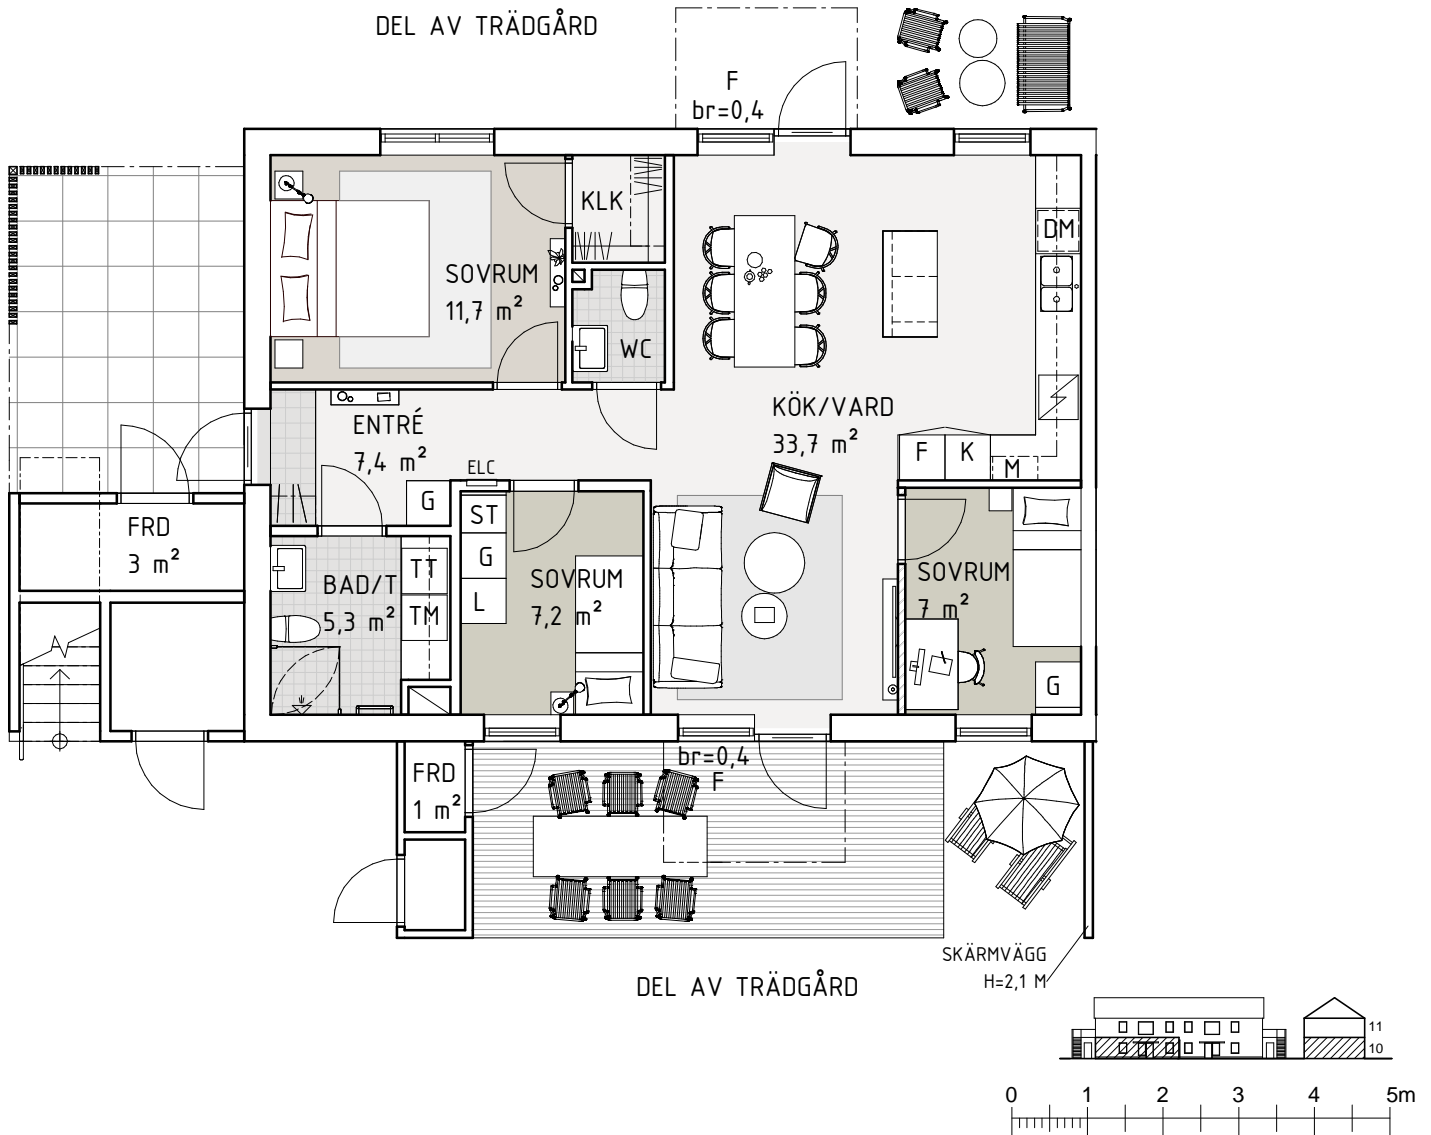 DEL AV TRÄDGÅRD
F
br=0,4
KLK
DM
SOVRUM
11,7 m²
WC
KÖK/VARD
33,7 m²
ENTRÉ
7,4 m²
ELC
F
K
M
G
ST
G
L
FRD
3 m²
BAD/T
5,3 m²
TT
TM
SOVRUM
7,2 m²
SOVRUM
7 m²
G
br=0,4
F
FRD
1 m²
SKÄRMVÄGG
H=2,1 M
DEL AV TRÄDGÅRD
11
10
0 1 2 3 4 5m